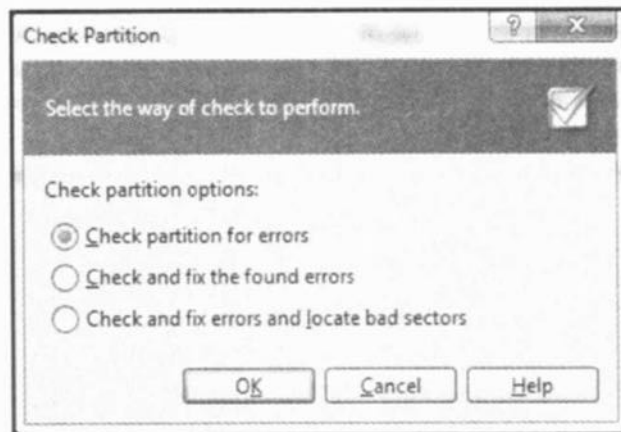 Check Partition
?
Select the way of check to perform.
Check partition options:
Check partition for errors
Check and fix the found errors
Check and fix errors and locate bad sectors
OK Cancel Help